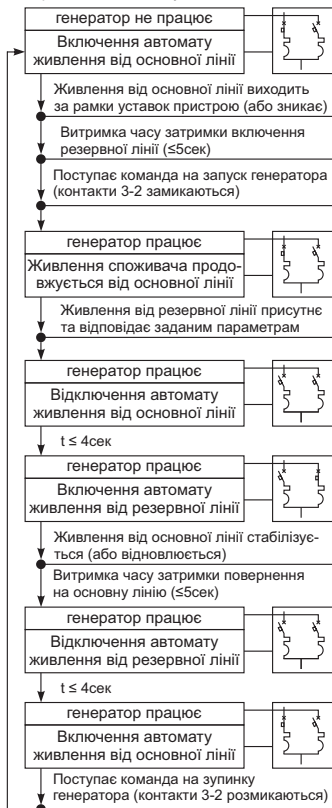 генератор не працює
Включення автомату
живлення від основної лінії
Живлення від основної лінії виходить
за рамки уставок пристрою (або зникає)
Витримка часу затримки включення
резервної лінії (≤5сек)
Поступає команда на запуск генератора
(контакти 3-2 замикаються)
генератор працює
Живлення споживача продо-
вжується від основної лінії
Живлення від резервної лінії присутнє
та відповідає заданим параметрам
генератор працює
Відключення автомату
живлення від основної лінії
t ≤ 4сек
генератор працює
Включення автомату
живлення від резервної лінії
Живлення від основної лінії стабілізує-
ться (або відновлюється)
Витримка часу затримки повернення
на основну лінію (≤5сек)
генератор працює
Відключення автомату
живлення від резервної лінії
t ≤ 4сек
генератор працює
Включення автомату
живлення від основної лінії
Поступає команда на зупинку
генератора (контакти 3-2 розмикаються)